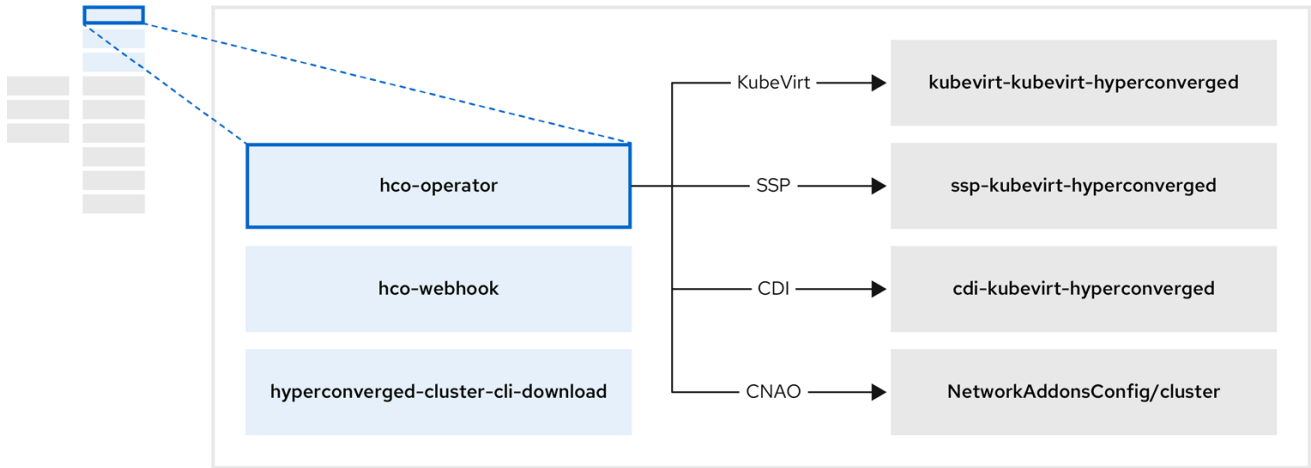 KubeVirt
kubevirt-kubevirt-hyperconverged
hco-operator
SSP
ssp-kubevirt-hyperconverged
hco-webhook
CDI
cdi-kubevirt-hyperconverged
hyperconverged-cluster-cli-download
CNAO
NetworkAddonsConfig/cluster